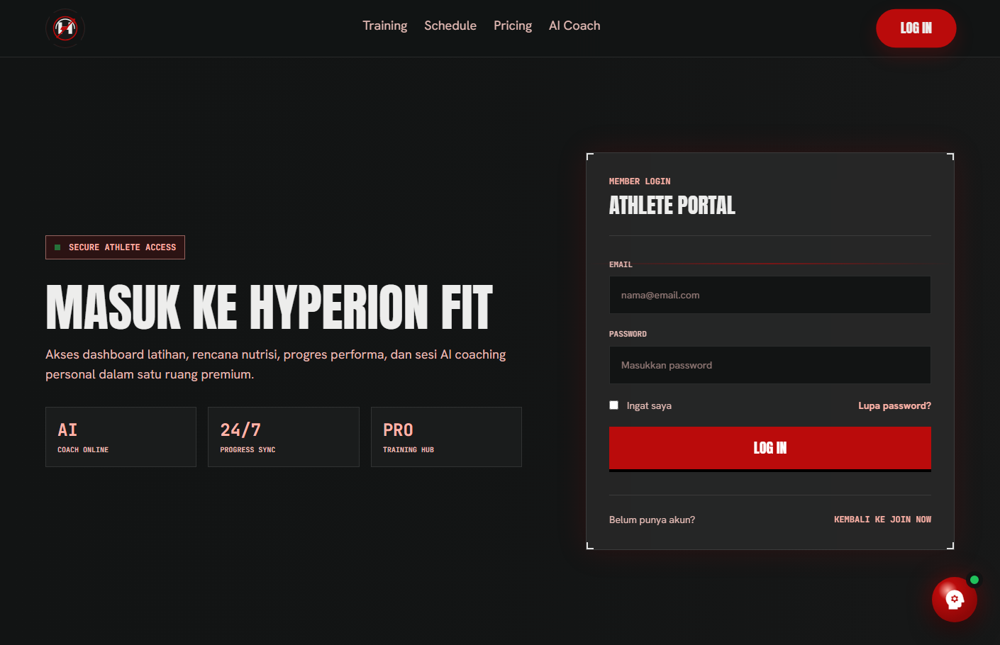 Training
Schedule
Pricing
AI Coach
LOG IN
SECURE ATHLETE ACCESS
MASUK KE HYPERION FIT
Akses dashboard latihan, rencana nutrisi, progres performa, dan sesi AI coaching
personal dalam satu ruang premium.
AI
COACH ONLINE
24/7
PROGRESS SYNC
PRO
TRAINING HUB
MEMBER LOGIN
ATHLETE PORTAL
EMAIL
nama@email.com
PASSWORD
Masukkan password
Ingat saya
Lupa password?
LOG IN
Belum punya akun?
KEMBALI KE JOIN NOW